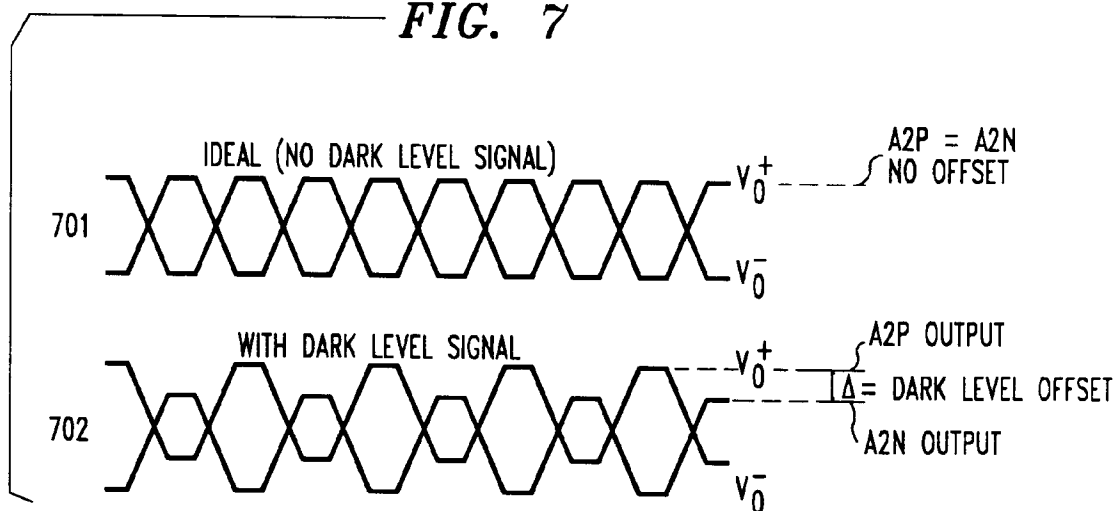 FIG. 7
IDEAL (NO DARK LEVEL SIGNAL)
A2P = A2N
NO OFFSET
701
V0+
V0-
WITH DARK LEVEL SIGNAL
A2P OUTPUT
V0+
Δ = DARK LEVEL OFFSET
702
A2N OUTPUT
V0-